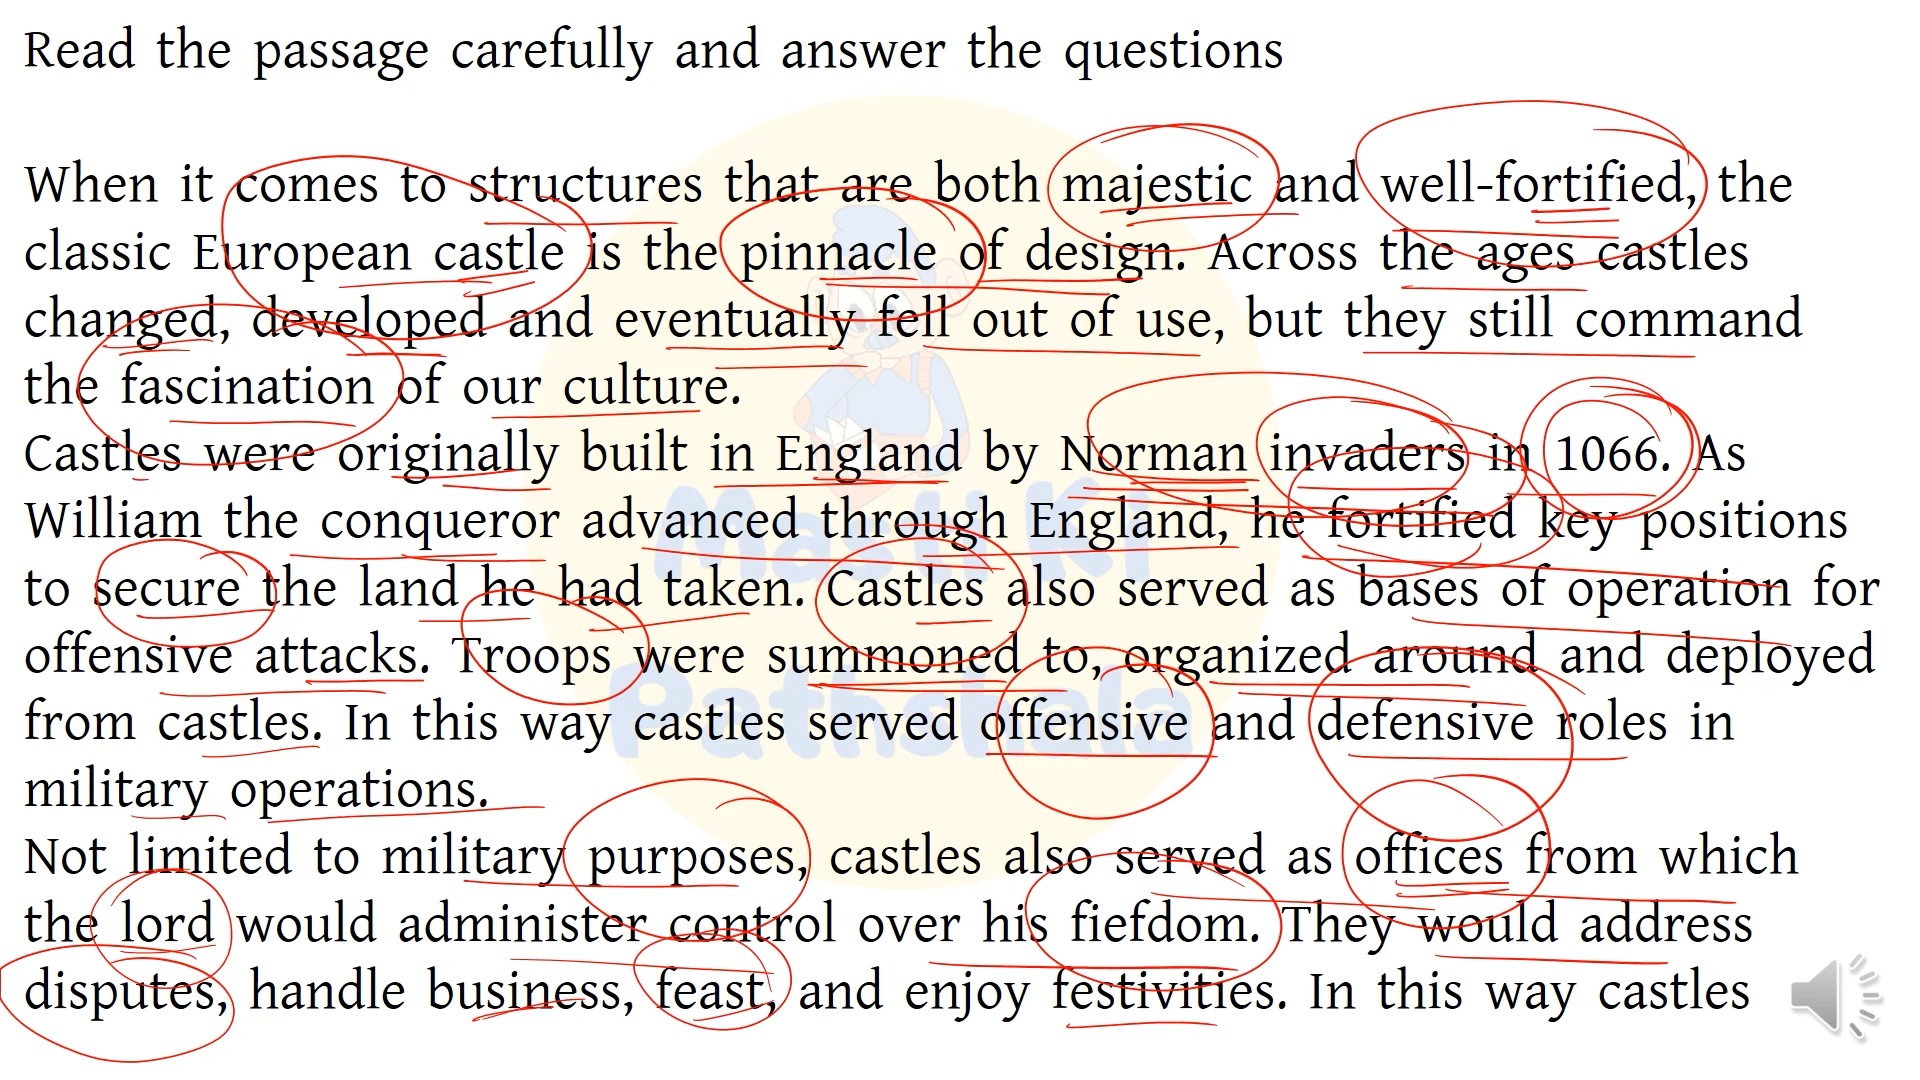 Read the passage carefully and answer the questions
When it comes to structures that are both majestic and well-fortified, the
classic European castle is the pinnacle of design. Across the ages castles
changed, developed and eventually fell out of use, but they still command
the fascination of our culture.
Castles were originally built in England by Norman invaders in 1066. As
William the conqueror advanced through England, he fortified key positions
to secure the land he had taken. Castles also served as bases of operation for
offensive attacks. Troops were summoned to, organized around and deployed
from castles. In this way castles served offensive and defensive roles in
military operations.
Not limited to military purposes, castles also served as offices from which
the lord would administer control over his fiefdom. They would address
disputes, handle business, feast, and enjoy festivities. In this way castles
Masti Ki
Pathshala